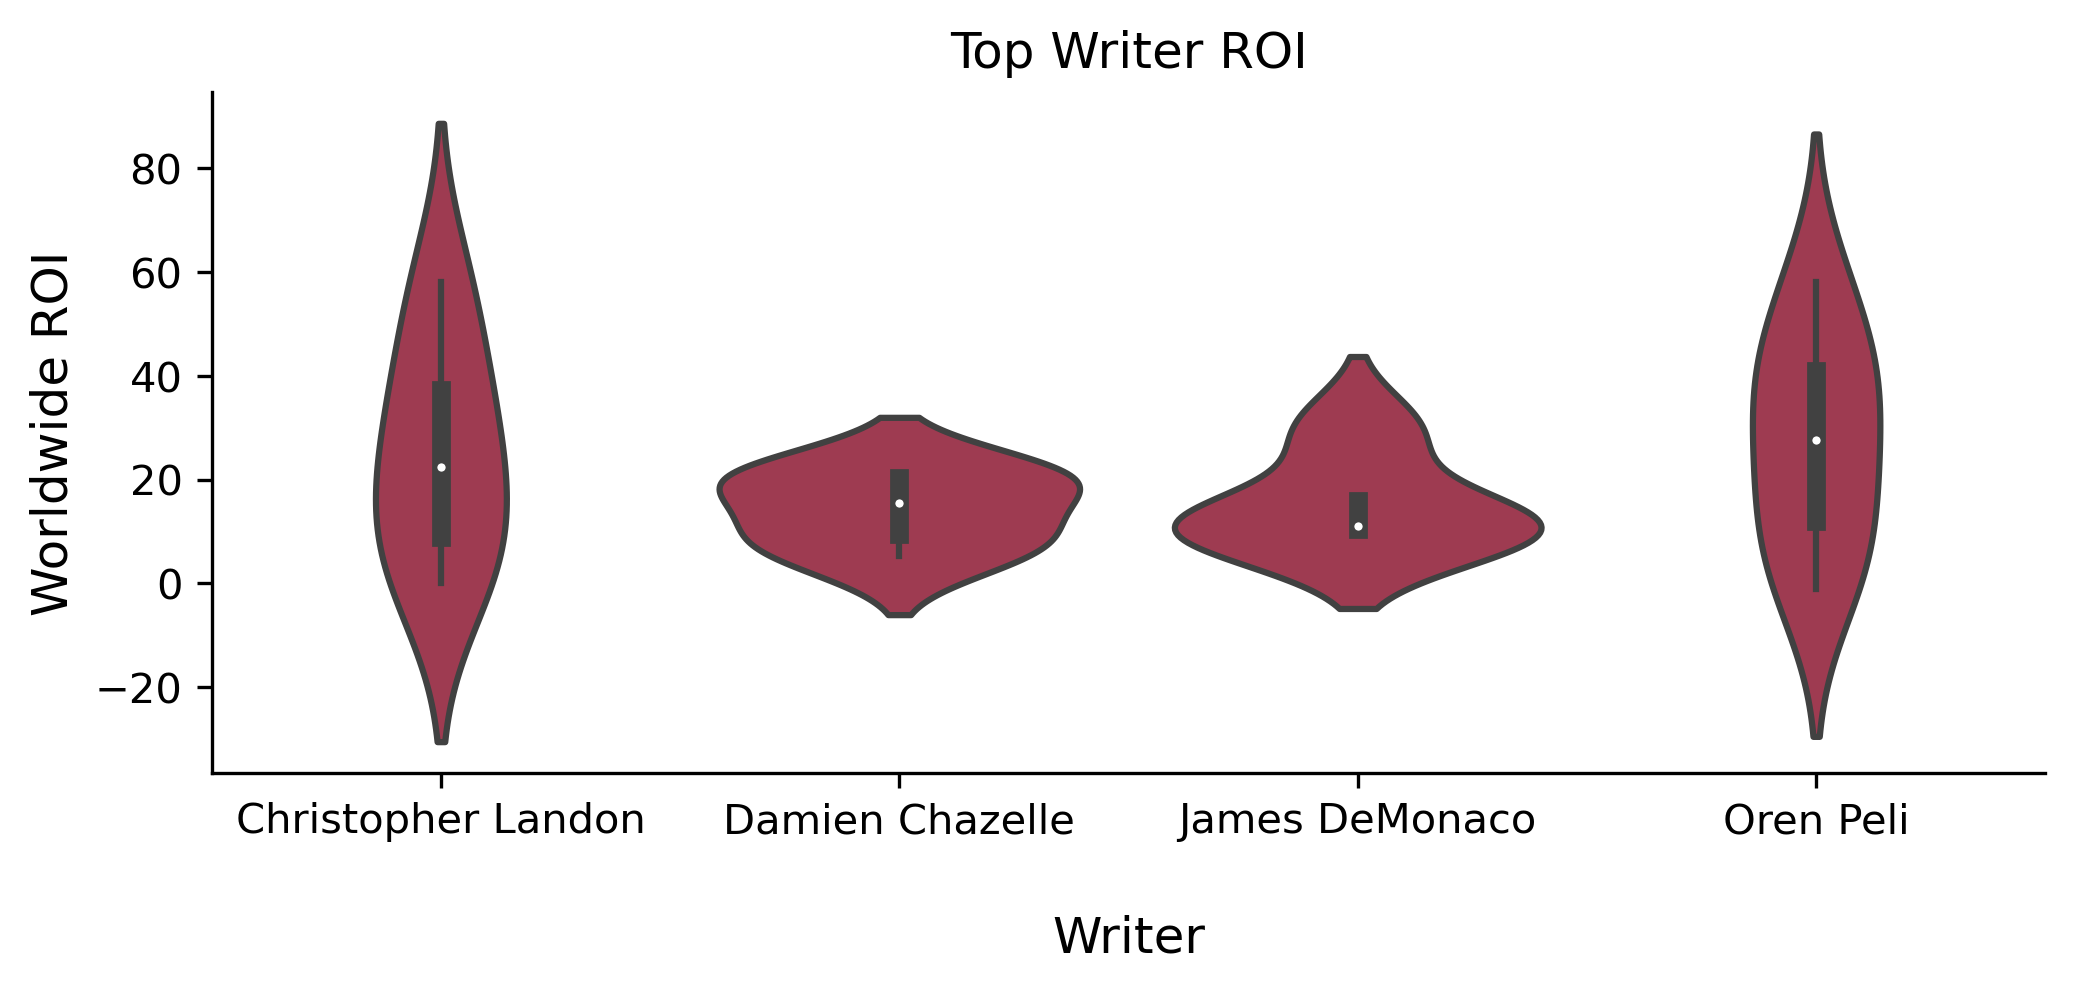 Top Writer ROI
Worldwide ROI
80
60
40
20
0
−20
Christopher Landon
Damien Chazelle
James DeMonaco
Oren Peli
Writer